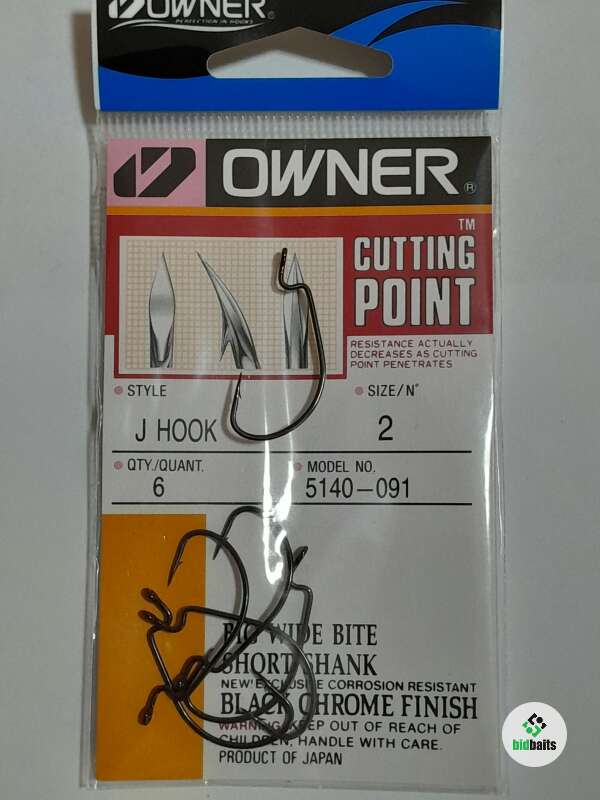 OWNER®
PERFECTION IN HOOKS
OWNER®
CUTTING™
POINT
RESISTANCE ACTUALLY
DECREASES AS CUTTING
POINT PENETRATES
STYLE
SIZE/N°
J HOOK
2
QTY./QUANT.
MODEL NO.
6
5140-091
BIG WIDE BITE
SHORT SHANK
NEW! EXCLUSIVE CORROSION RESISTANT
BLACK CHROME FINISH
WARNING: KEEP OUT OF REACH OF
CHILDREN, HANDLE WITH CARE.
PRODUCT OF JAPAN
bidbaits